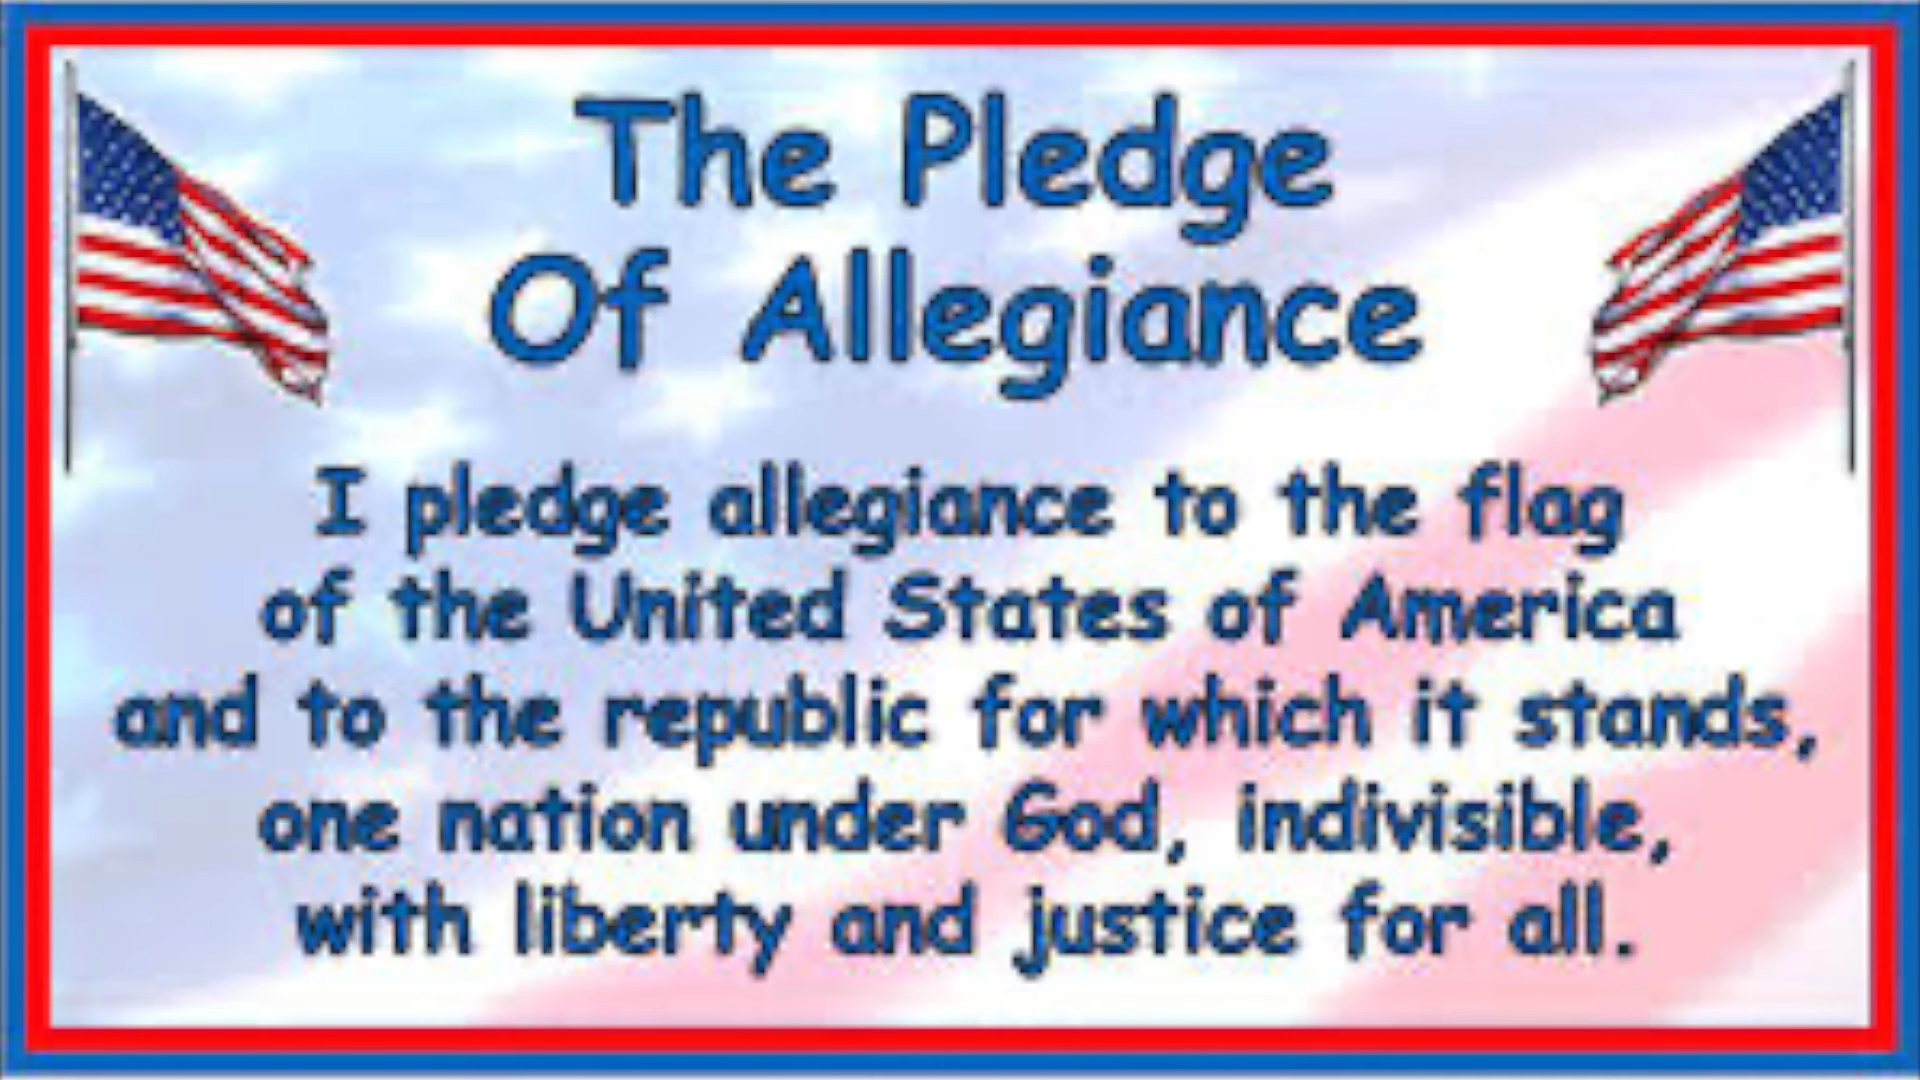 The Pledge
Of Allegiance
I pledge allegiance to the flag
of the United States of America
and to the republic for which it stands,
one nation under God, indivisible,
with liberty and justice for all.